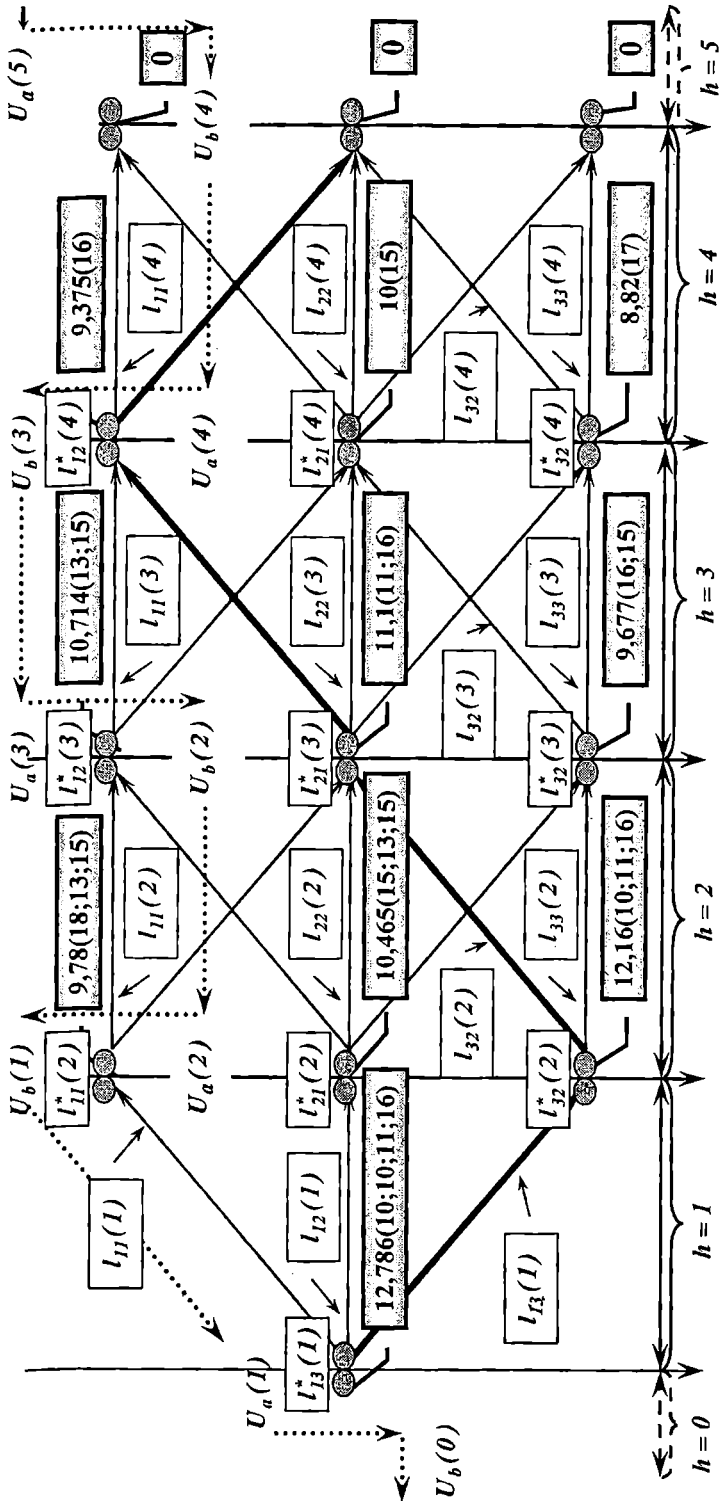 U_b(1)
U_a(3)
U_b(3)
U_a(5)
l*_11(2)
9,78(18;13;15)
l*_12(3)
10,714(13;15)
l*_12(4)
9,375(16)
0
l_11(1)
l_11(2)
l_11(3)
l_11(4)
U_a(2)
U_b(2)
U_a(4)
U_b(4)
U_a(1)
l*_13(1)
l_12(1)
l*_21(2)
l_22(2)
l*_21(3)
l_22(3)
l*_21(4)
l_22(4)
0
12,786(10;10;11;16)
10,465(15;13;15)
11,1(11;16)
10(15)
U_b(0)
l_13(1)
l_32(2)
l_33(2)
l_32(3)
l_33(3)
l_32(4)
l_33(4)
l*_32(2)
12,16(10;11;16)
l*_32(3)
9,677(16;15)
l*_32(4)
8,82(17)
0
h=0
h=1
h=2
h=3
h=4
h=5